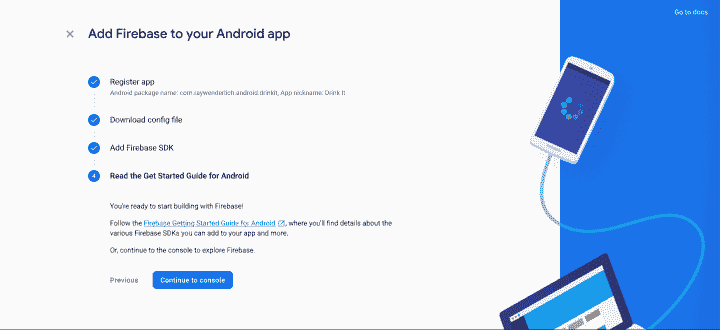 Go to docs
× Add Firebase to your Android app
Register app
Android package name: com.raywenderlich.android.drinkit, App nickname: Drink It
Download config file
Add Firebase SDK
4 Read the Get Started Guide for Android
You're ready to start building with Firebase!
Follow the Firebase Getting Started Guide for Android, where you'll find details about the
various Firebase SDKs you can add to your app and more.
Or, continue to the console to explore Firebase.
Previous Continue to console